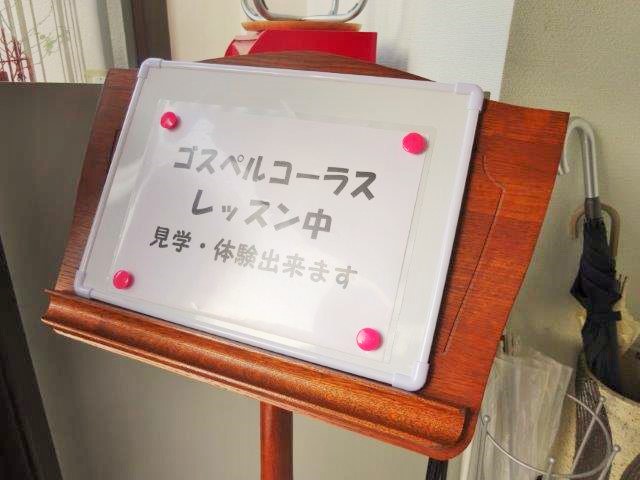 ゴスペルコーラス
レッスン中
見学・体験出来ます